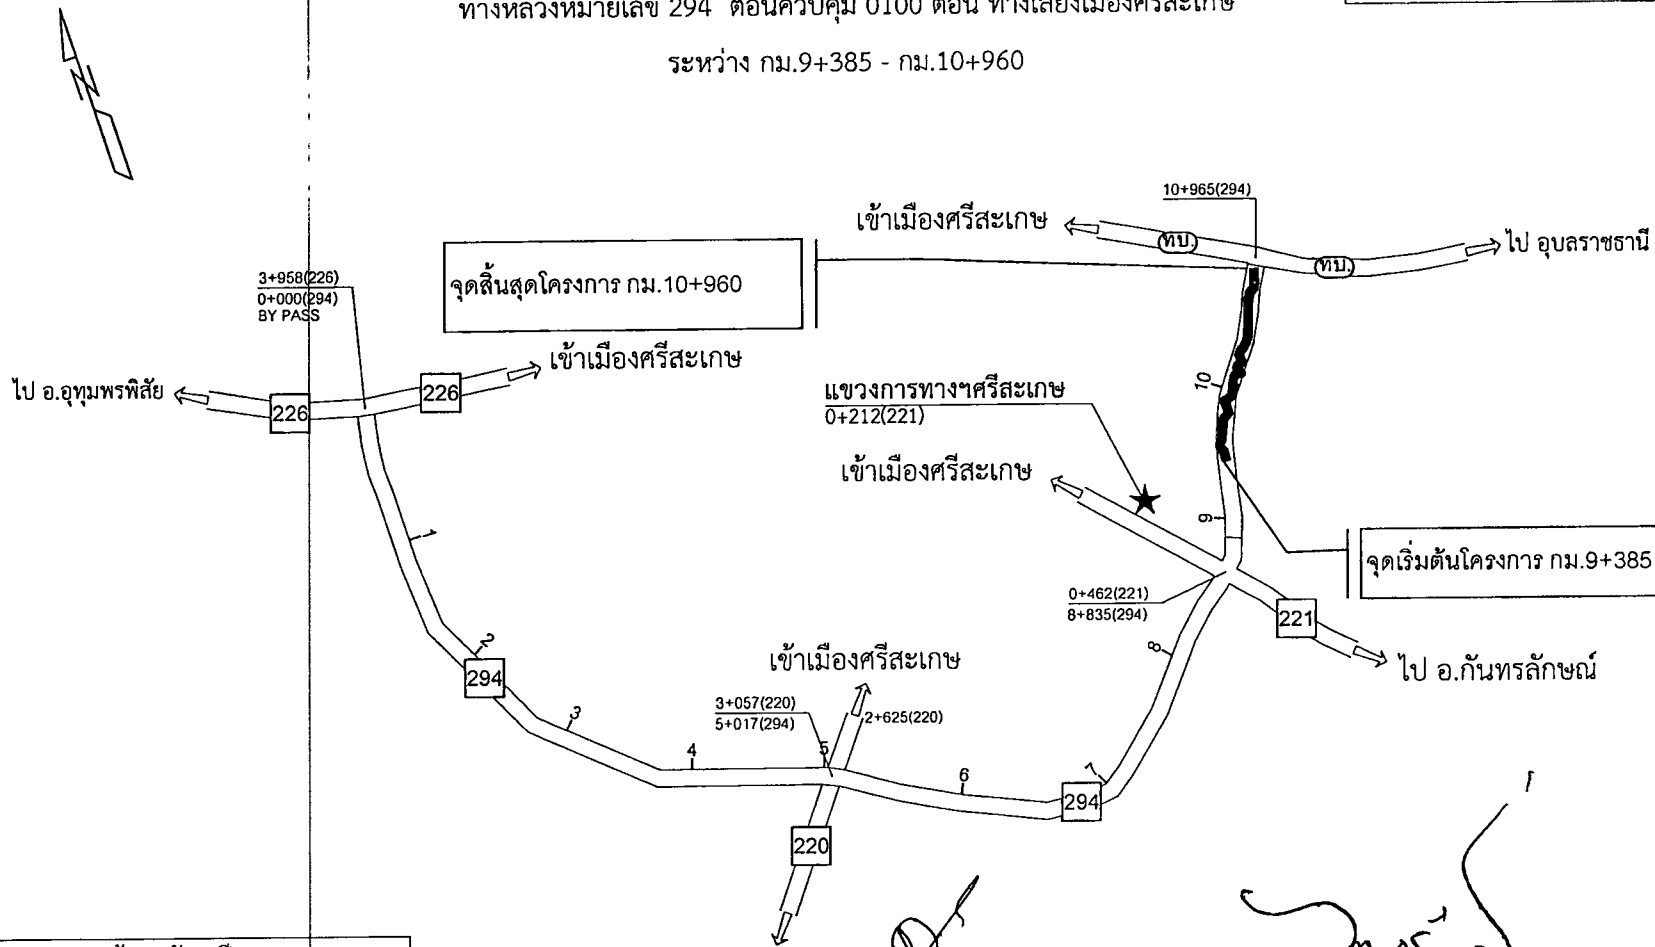 ทางหลวงหมายเลข 294 ตอนควบคุม 0100 ตอน ทางเลี่ยงเมืองศรีสะเกษ
ระหว่าง กม.9+385 - กม.10+960
10+965(294)
เข้าเมืองศรีสะเกษ
ทบ.
ทบ.
ไป อุบลราชธานี
จุดสิ้นสุดโครงการ กม.10+960
3+958(226)
0+000(294)
BY PASS
เข้าเมืองศรีสะเกษ
ไป อ.อุทุมพรพิสัย
226
226
แขวงการทางฯศรีสะเกษ
0+212(221)
10
เข้าเมืองศรีสะเกษ
9
1
จุดเริ่มต้นโครงการ กม.9+385
0+462(221)
8+835(294)
221
2
294
8
เข้าเมืองศรีสะเกษ
ไป อ.กันทรลักษณ์
3
3+057(220)
5+017(294)
2+625(220)
4
5
6
7
294
220